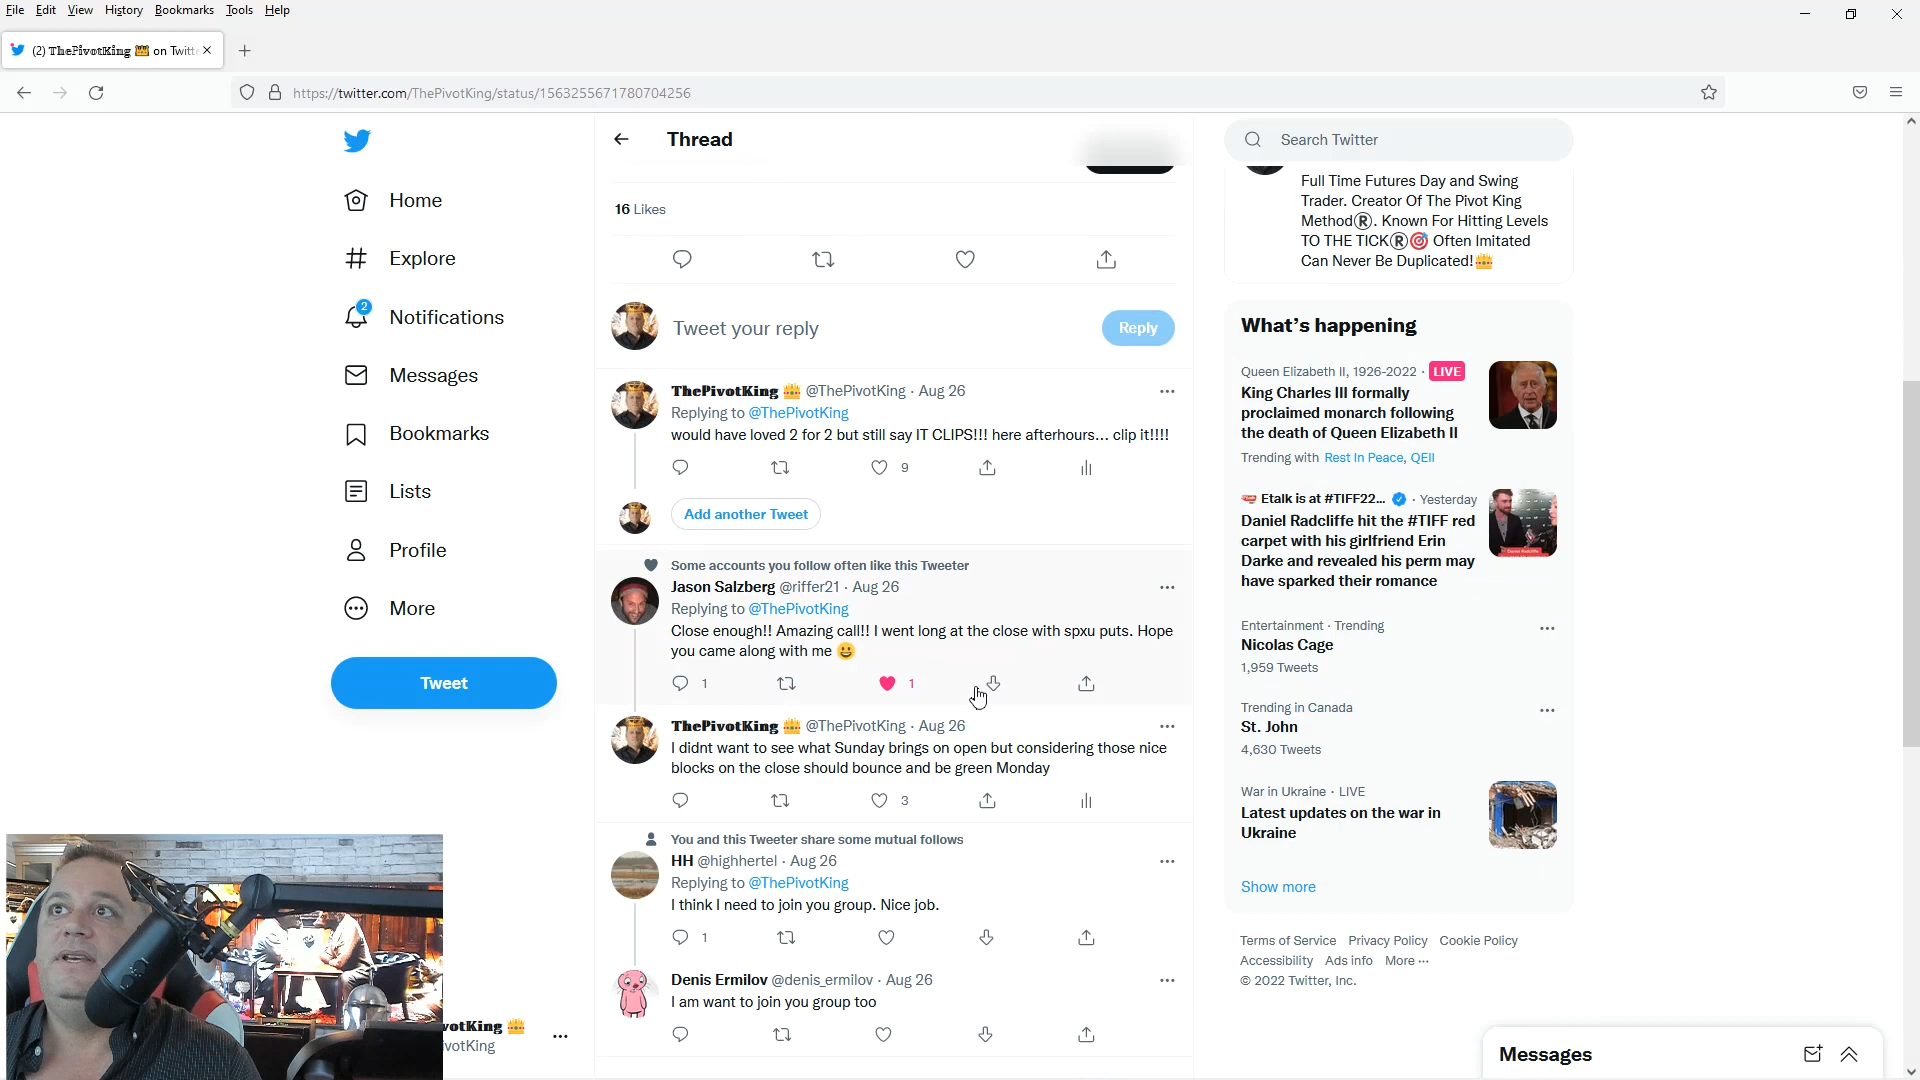 File Edit View History Bookmarks Tools Help
(2) ThePivotKing 👑 on Twitte
https://twitter.com/ThePivotKing/status/1563255671780704256
Home
Explore
2
Notifications
Messages
Bookmarks
Lists
Profile
More
Tweet
votKing 👑
ivotKing
Thread
16 Likes
Tweet your reply
Reply
ThePivotKing 👑 @ThePivotKing · Aug 26
Replying to @ThePivotKing
would have loved 2 for 2 but still say IT CLIPS!!! here afterhours... clip it!!!!
9
Add another Tweet
Some accounts you follow often like this Tweeter
Jason Salzberg @riffer21 · Aug 26
Replying to @ThePivotKing
Close enough!! Amazing call!! I went long at the close with spxu puts. Hope
you came along with me 😀
1 1
ThePivotKing 👑 @ThePivotKing · Aug 26
I didnt want to see what Sunday brings on open but considering those nice
blocks on the close should bounce and be green Monday
3
You and this Tweeter share some mutual follows
HH @highhertel · Aug 26
Replying to @ThePivotKing
I think I need to join you group. Nice job.
1
Denis Ermilov @denis_ermilov · Aug 26
I am want to join you group too
Search Twitter
Full Time Futures Day and Swing
Trader. Creator Of The Pivot King
Method®. Known For Hitting Levels
TO THE TICK®🎯 Often Imitated
Can Never Be Duplicated!👑
What's happening
Queen Elizabeth II, 1926-2022 · LIVE
King Charles III formally
proclaimed monarch following
the death of Queen Elizabeth II
Trending with Rest In Peace, QEII
Etalk is at #TIFF22... · Yesterday
Daniel Radcliffe hit the #TIFF red
carpet with his girlfriend Erin
Darke and revealed his perm may
have sparked their romance
Entertainment · Trending
Nicolas Cage
1,959 Tweets
Trending in Canada
St. John
4,630 Tweets
War in Ukraine · LIVE
Latest updates on the war in
Ukraine
Show more
Terms of Service Privacy Policy Cookie Policy
Accessibility Ads info More ···
© 2022 Twitter, Inc.
Messages